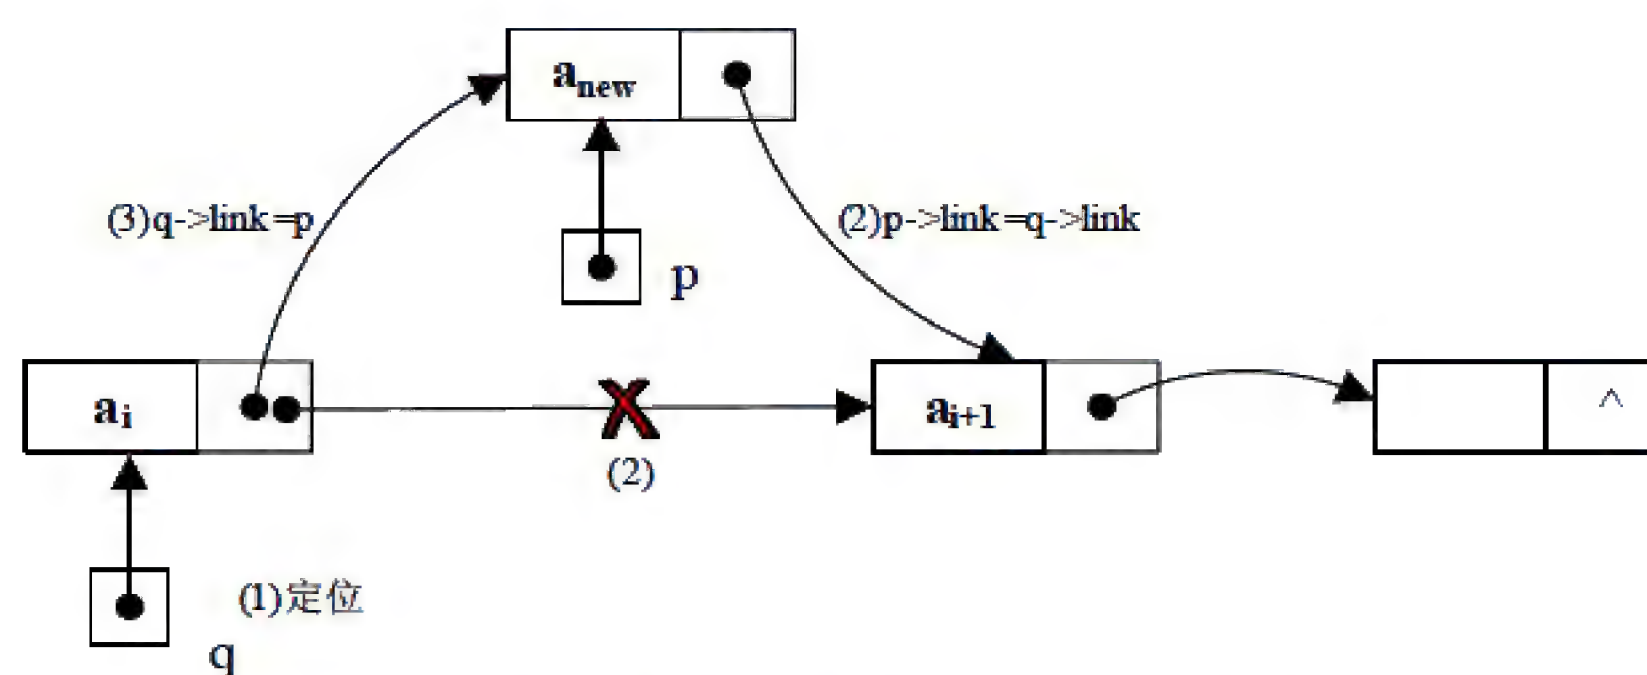 anew
(3)q->link=p
(2)p->link=q->link
p
ai
ai+1
^
(2)
(1)定位
q